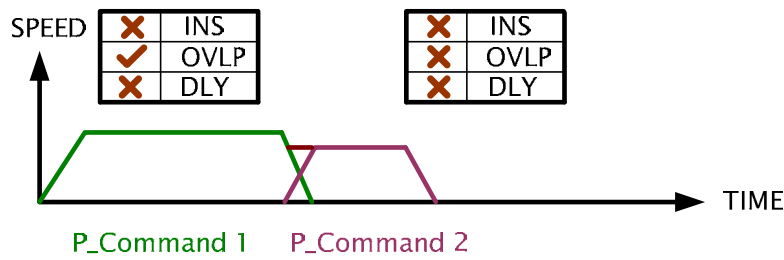 SPEED
INS
OVLP
DLY
INS
OVLP
DLY
TIME
P_Command 1
P_Command 2